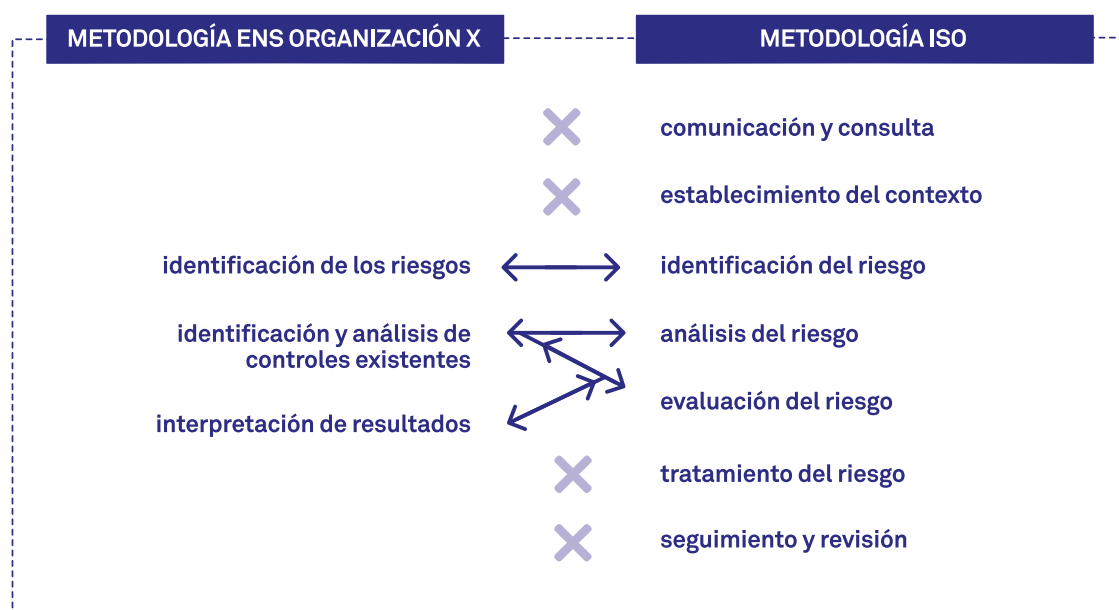 METODOLOGÍA ENS ORGANIZACIÓN X
METODOLOGÍA ISO
comunicación y consulta
establecimiento del contexto
identificación de los riesgos
identificación del riesgo
identificación y análisis de
controles existentes
análisis del riesgo
evaluación del riesgo
interpretación de resultados
tratamiento del riesgo
seguimiento y revisión